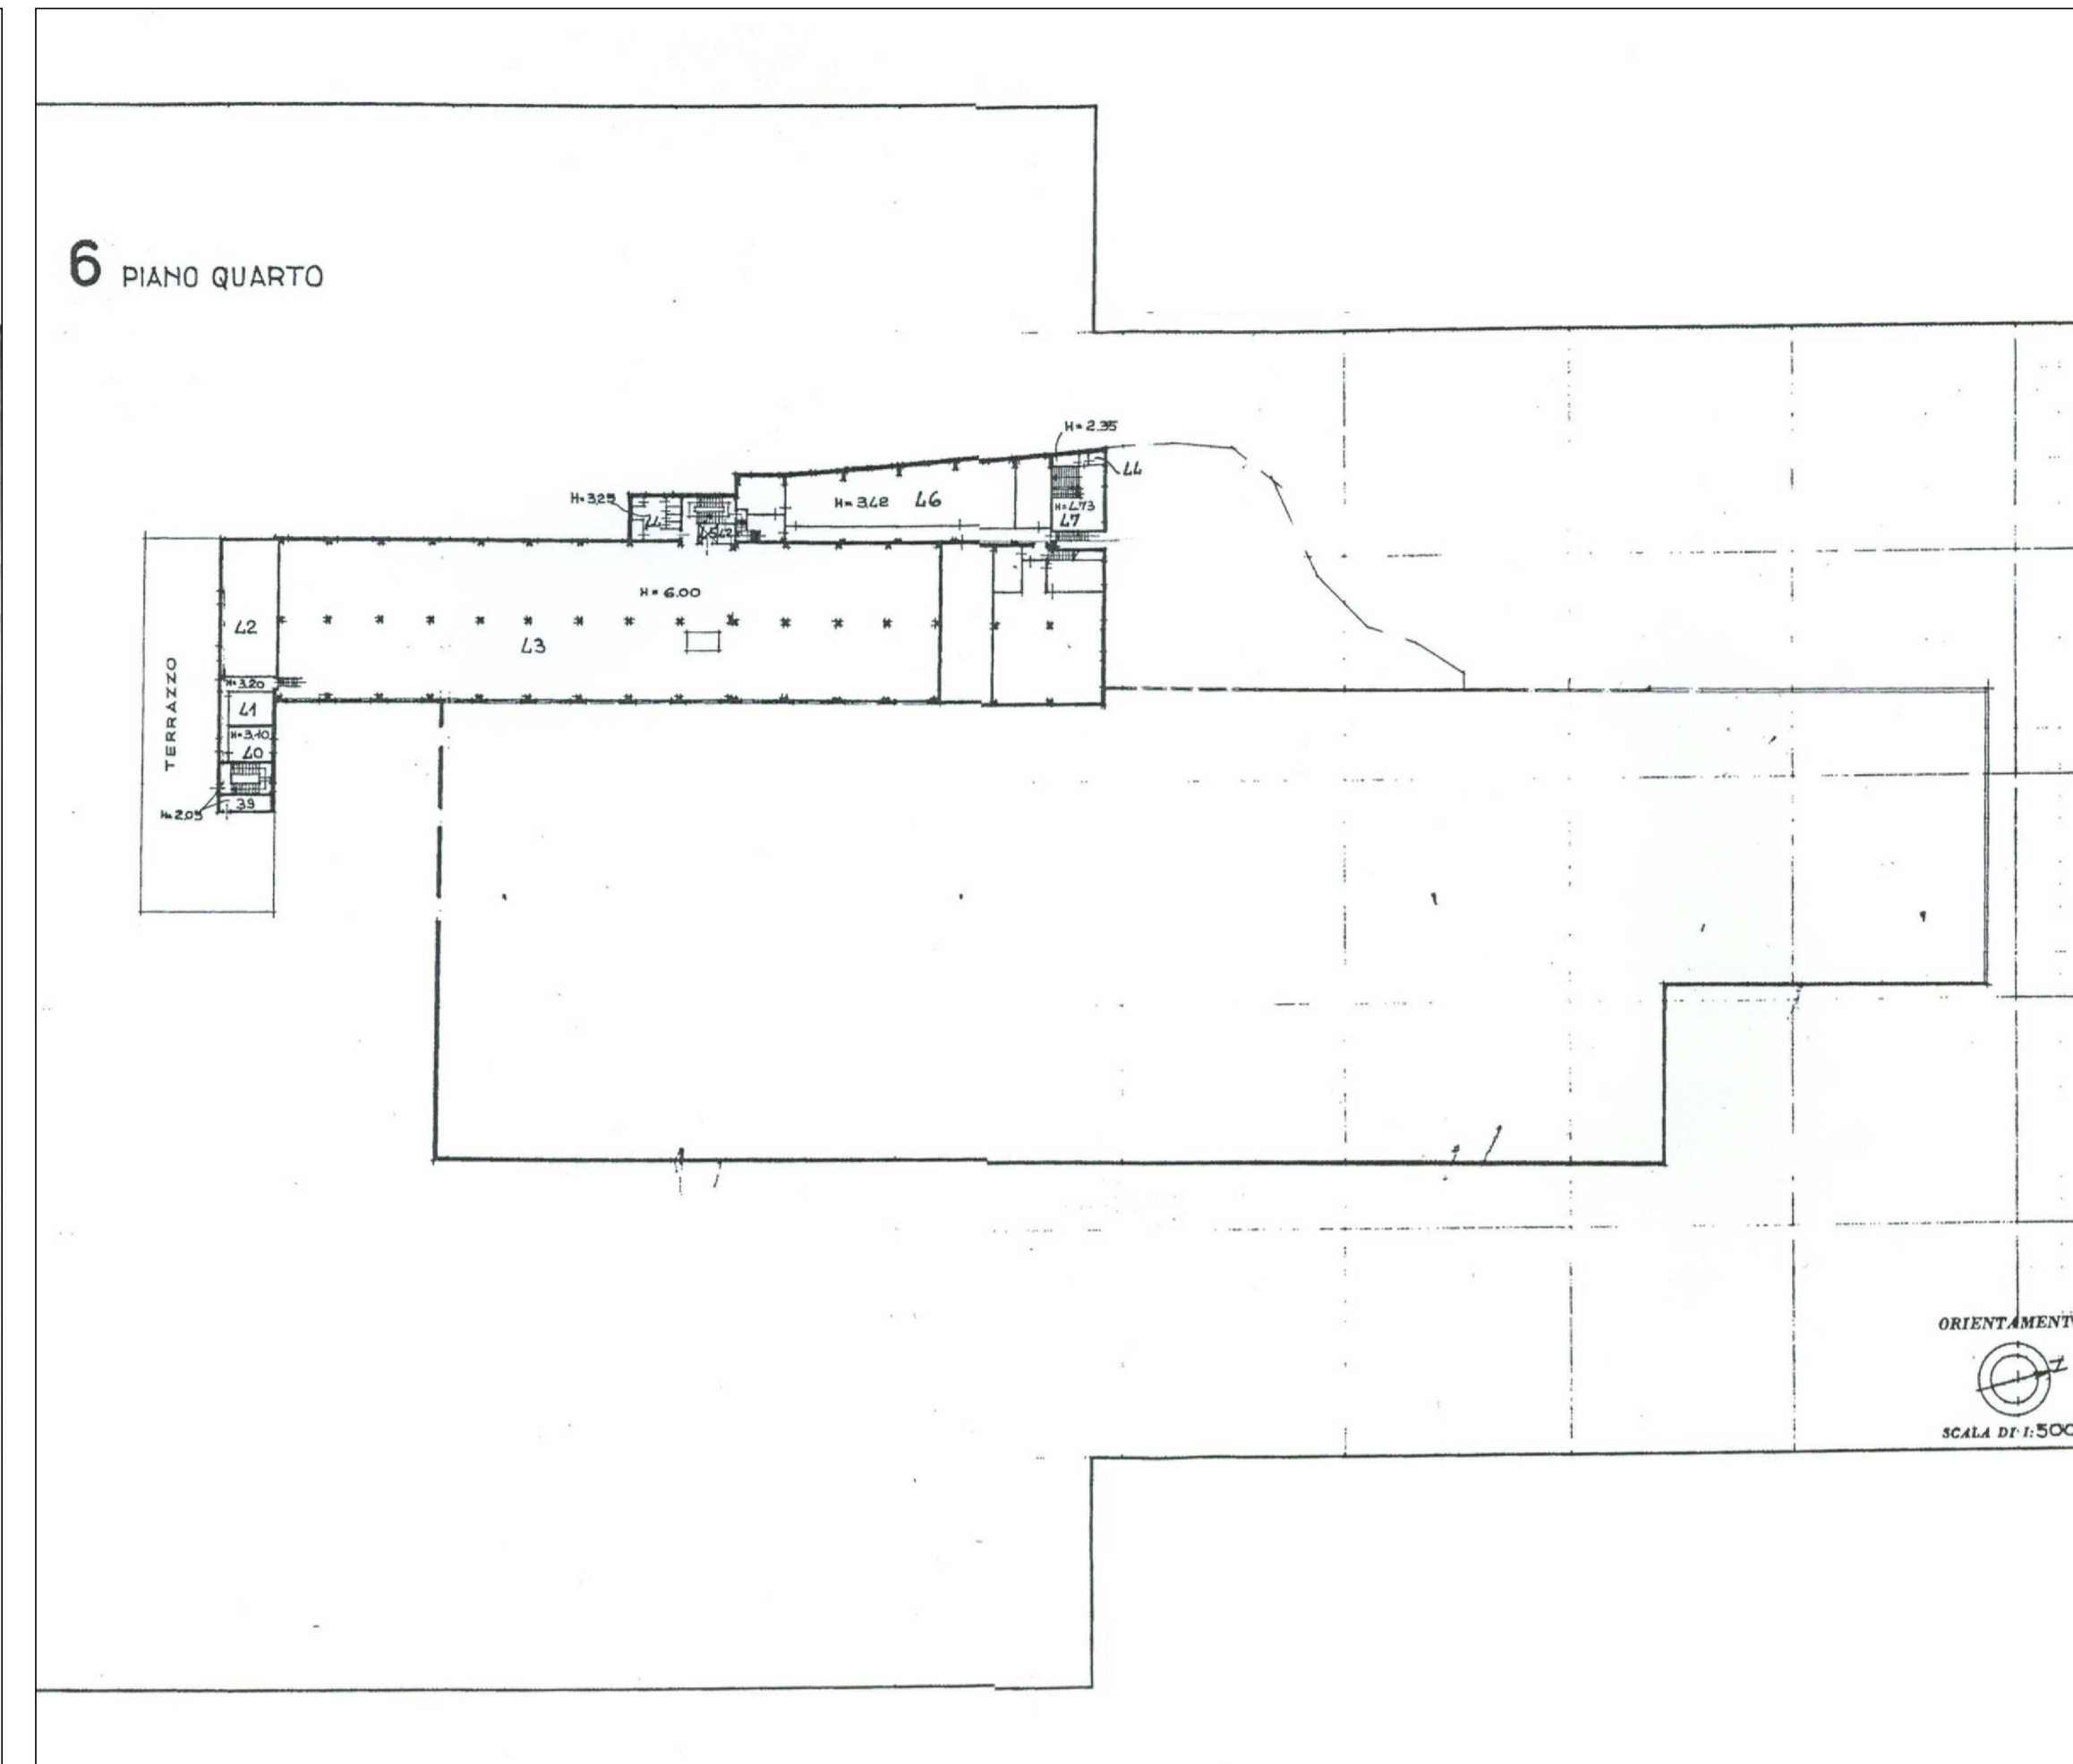 6 PIANO QUARTO
H=2.35
44
H=3.25
44
H=3.42 46
H=4.73
47
H=6.00
42
43
H=3.20
41
H=3.10
40
TERRAZZO
39
H=2.05
ORIENTAMENT
N
SCALA DI 1:500